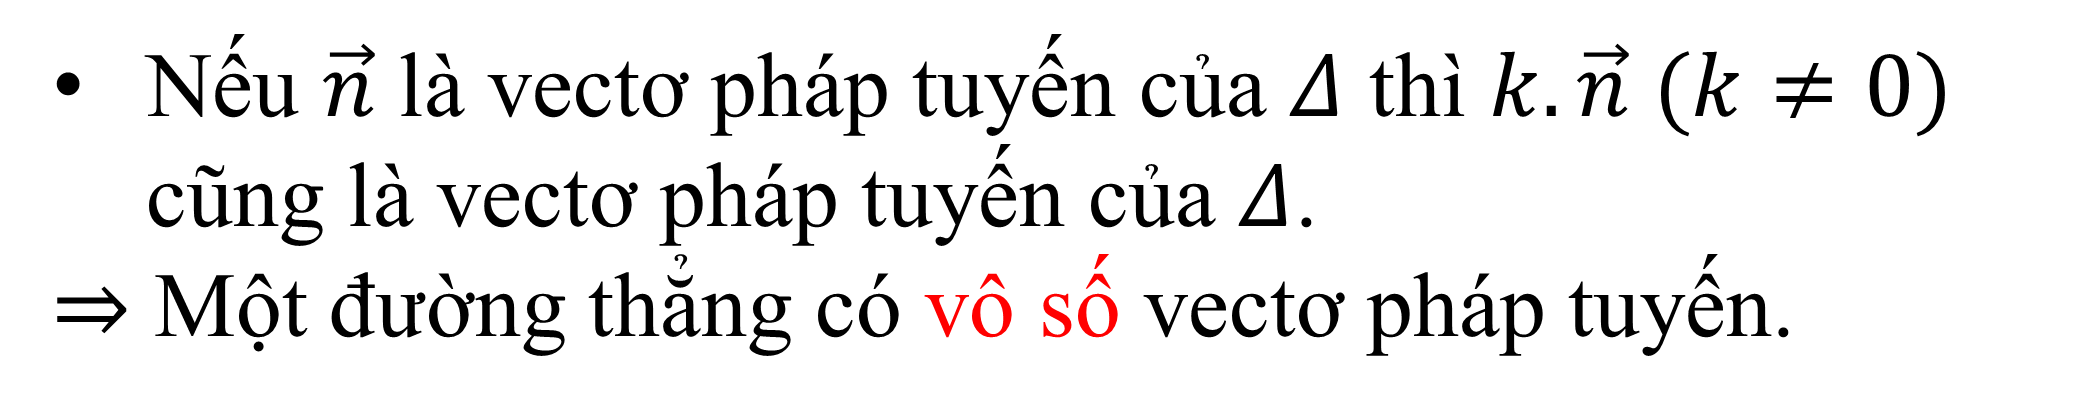 • Nếu n⃗ là vectơ pháp tuyến của Δ thì k.n⃗ (k ≠ 0)
cũng là vectơ pháp tuyến của Δ.
⇒ Một đường thẳng có vô số vectơ pháp tuyến.